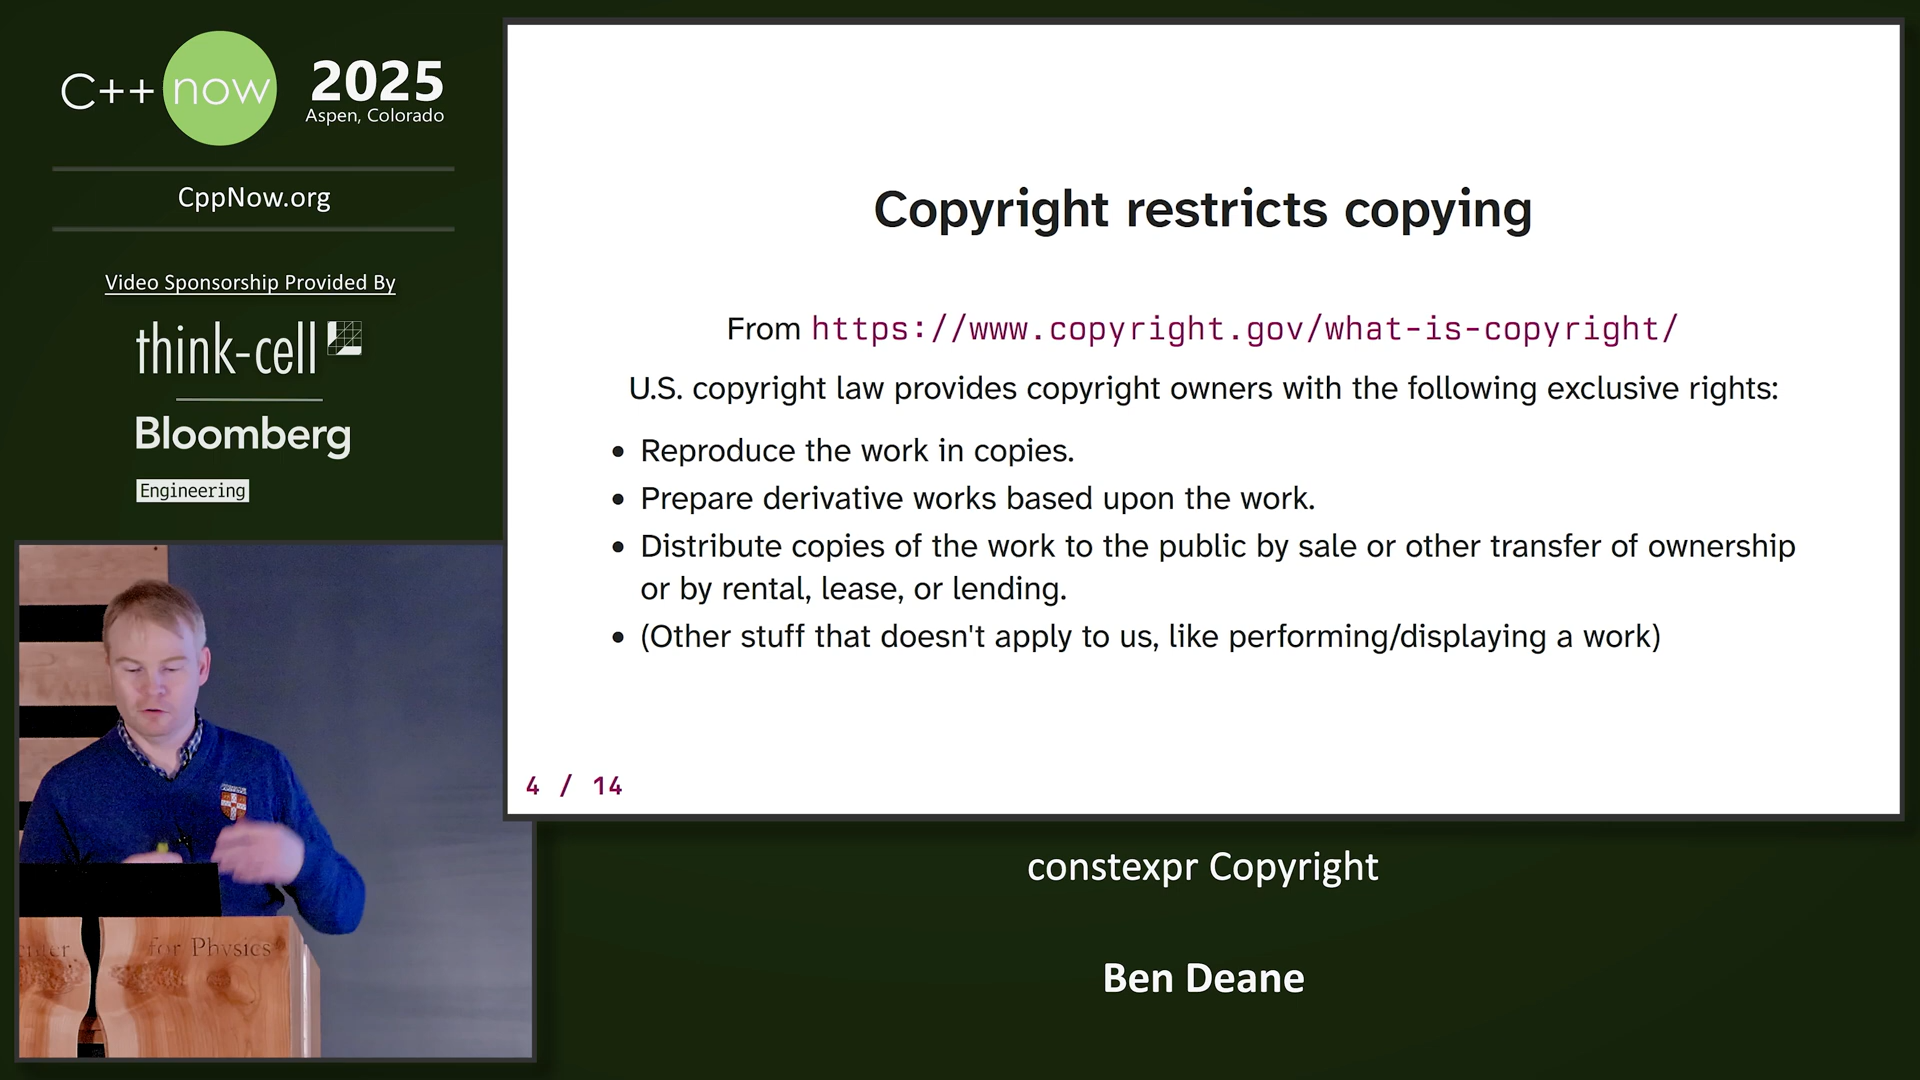 C++ now
2025
Aspen, Colorado
CppNow.org
Video Sponsorship Provided By
think-cell
Bloomberg
Engineering
Copyright restricts copying
From https://www.copyright.gov/what-is-copyright/
U.S. copyright law provides copyright owners with the following exclusive rights:
• Reproduce the work in copies.
• Prepare derivative works based upon the work.
• Distribute copies of the work to the public by sale or other transfer of ownership
or by rental, lease, or lending.
• (Other stuff that doesn't apply to us, like performing/displaying a work)
4 / 14
for Physics
constexpr Copyright
Ben Deane